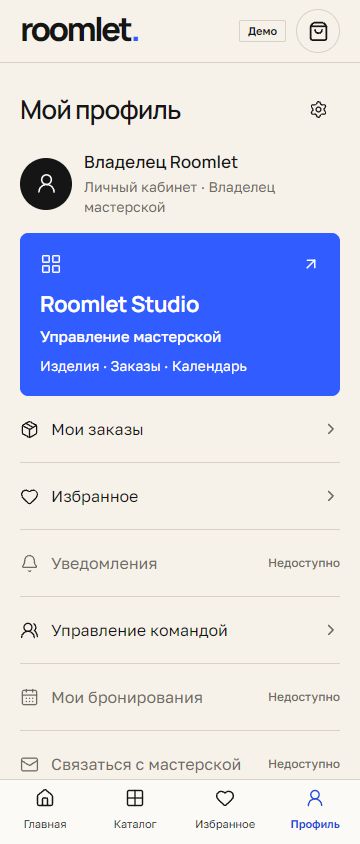 roomlet.
Демо
Мой профиль
Владелец Roomlet
Личный кабинет · Владелец
мастерской
Roomlet Studio
Управление мастерской
Изделия · Заказы · Календарь
Мои заказы
Избранное
Уведомления Недоступно
Управление командой
Мои бронирования Недоступно
Связаться с мастерской Недоступно
Главная Каталог Избранное Профиль